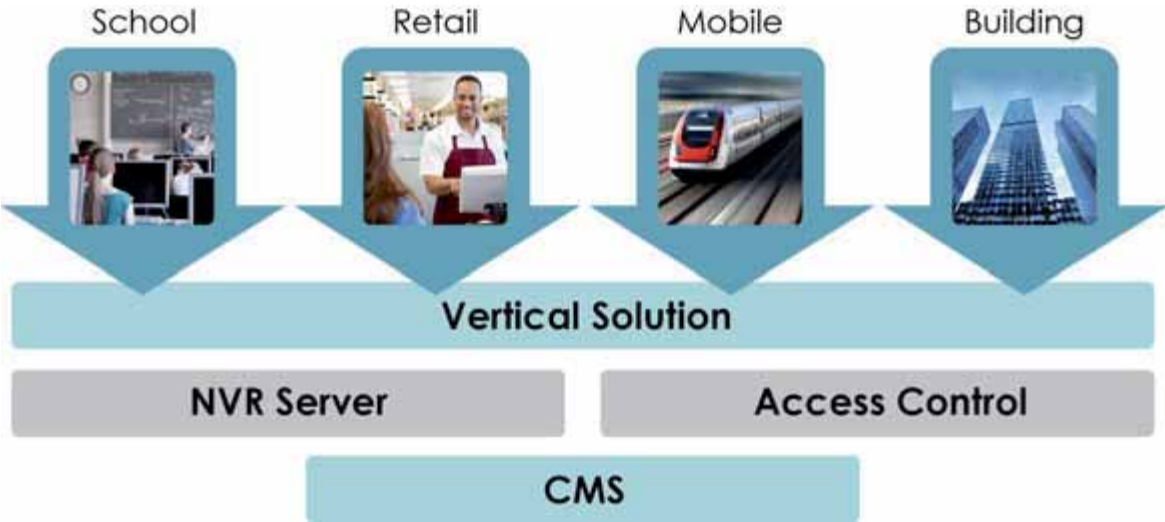 School
Retail
Mobile
Building
Vertical Solution
NVR Server
Access Control
CMS